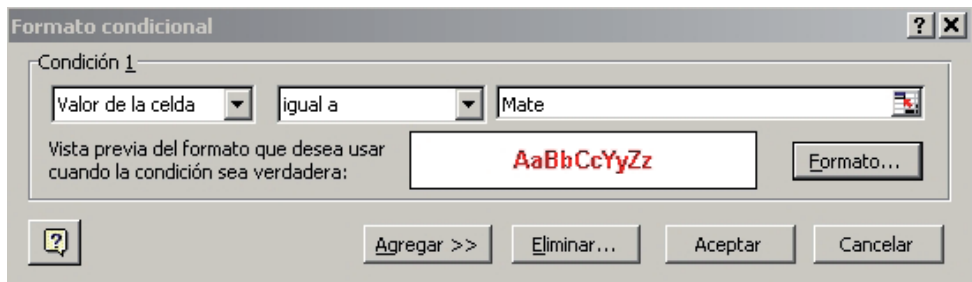 Formato condicional
Condición 1
Valor de la celda igual a Mate
Vista previa del formato que desea usar
cuando la condición sea verdadera:
AaBbCcYyZz
Formato...
Agregar >> Eliminar... Aceptar Cancelar